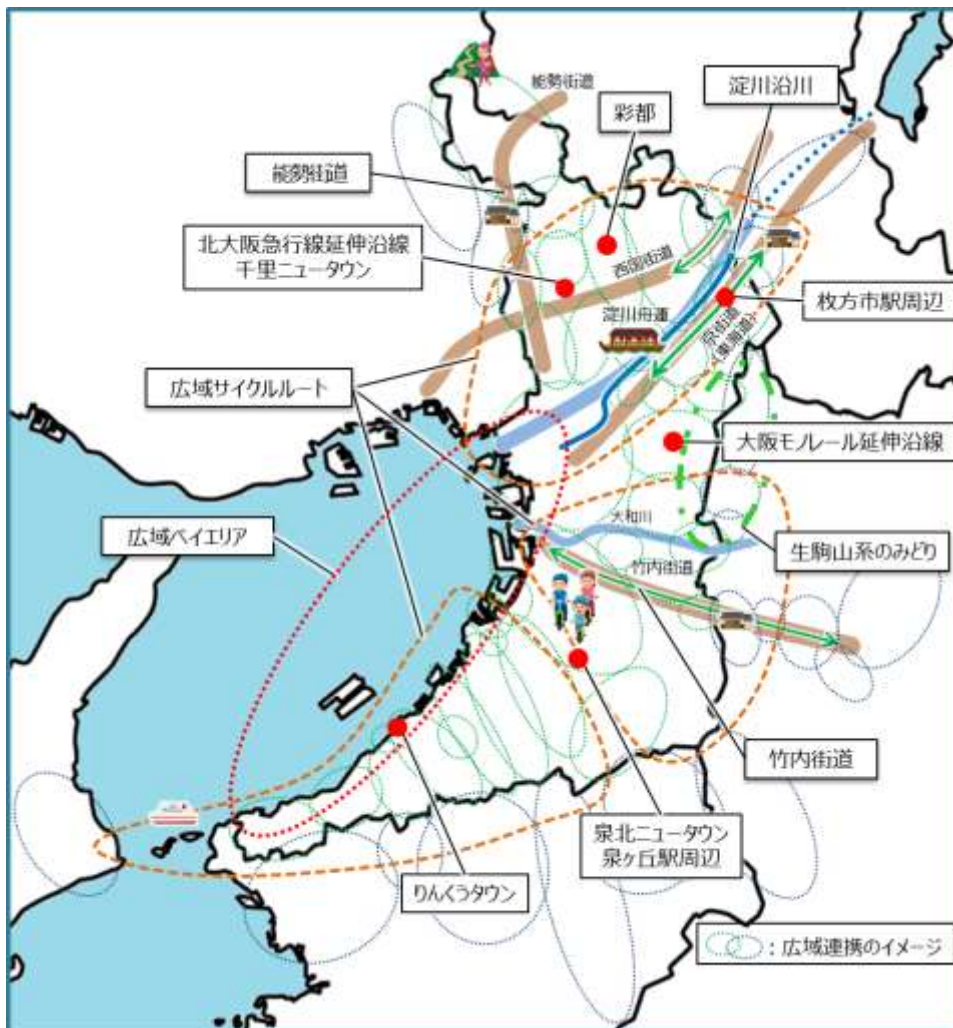 能勢街道
淀川沿川
彩都
能勢街道
北大阪急行線延伸沿線
千里ニュータウン
西国街道
枚方市駅周辺
淀川舟運
京街道
(東海道)
広域サイクルルート
大阪モノレール延伸沿線
大和川
広域ベイエリア
生駒山系のみどり
竹内街道
竹内街道
泉北ニュータウン
泉ヶ丘駅周辺
りんくうタウン
:広域連携のイメージ